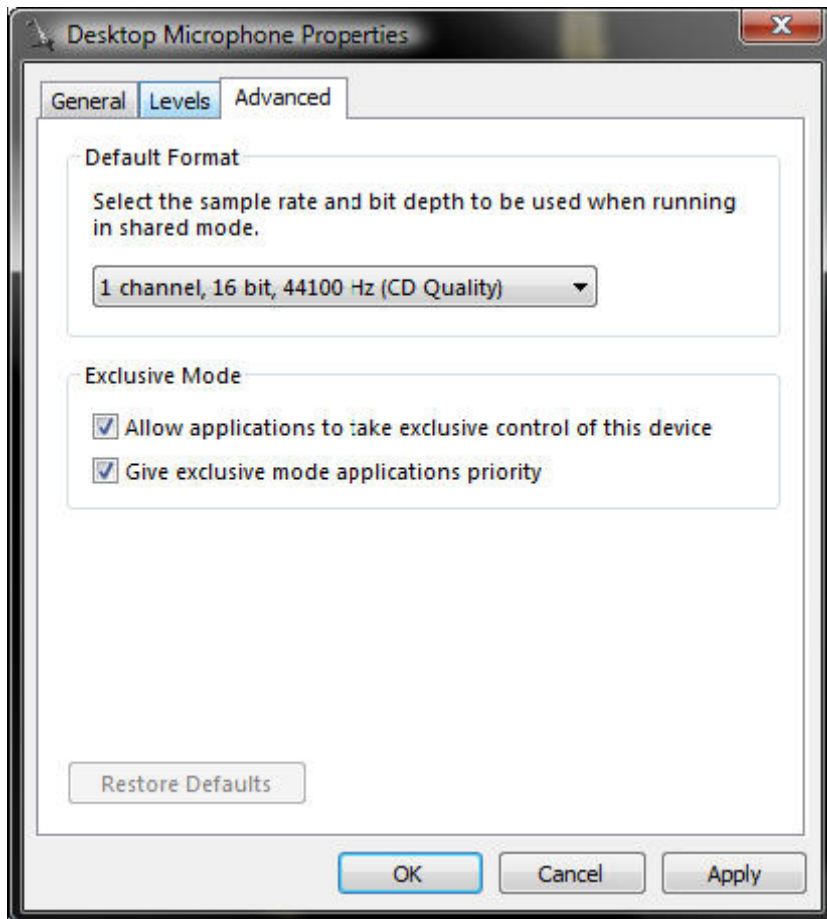 Desktop Microphone Properties
General Levels Advanced
Default Format
Select the sample rate and bit depth to be used when running
in shared mode.
1 channel, 16 bit, 44100 Hz (CD Quality)
Exclusive Mode
Allow applications to take exclusive control of this device
Give exclusive mode applications priority
Restore Defaults
OK Cancel Apply